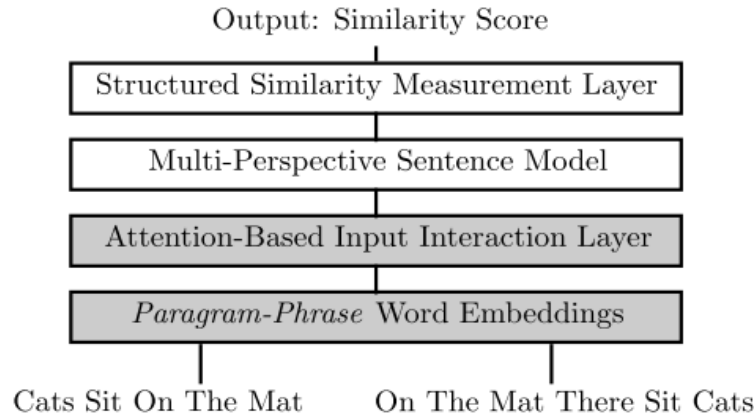 Output: Similarity Score
Structured Similarity Measurement Layer
Multi-Perspective Sentence Model
Attention-Based Input Interaction Layer
Paragram-Phrase Word Embeddings
Cats Sit On The Mat
On The Mat There Sit Cats